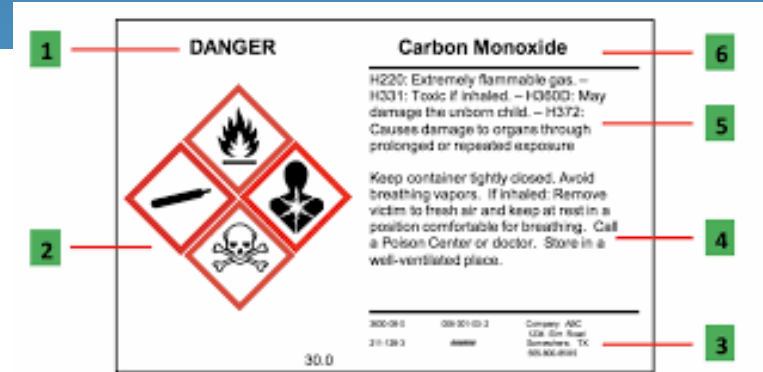 1
DANGER
2
30.0
Carbon Monoxide
6
H220: Extremely flammable gas. –
H331: Toxic if inhaled. – H360D: May
damage the unborn child. – H372:
Causes damage to organs through
prolonged or repeated exposure
5
Keep container tightly closed. Avoid
breathing vapors. If inhaled: Remove
victim to fresh air and keep at rest in a
position comfortable for breathing. Call
a Poison Center or doctor. Store in a
well-ventilated place.
4
Company ABC
Elm Road
Somewhere, TX
3